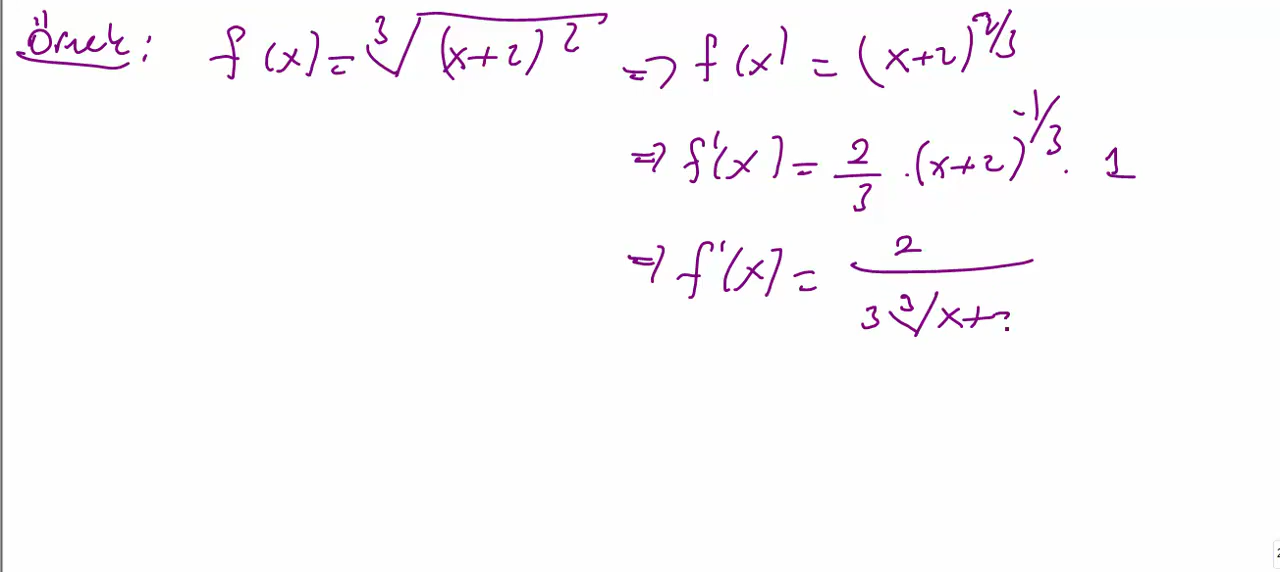 Örnek: f(x) = ∛(x+2)² ⇒ f(x) = (x+2)^2/3
⇒ f'(x) = 2/3 · (x+2)^-1/3 · 1
⇒ f'(x) = 2/(3∛x+